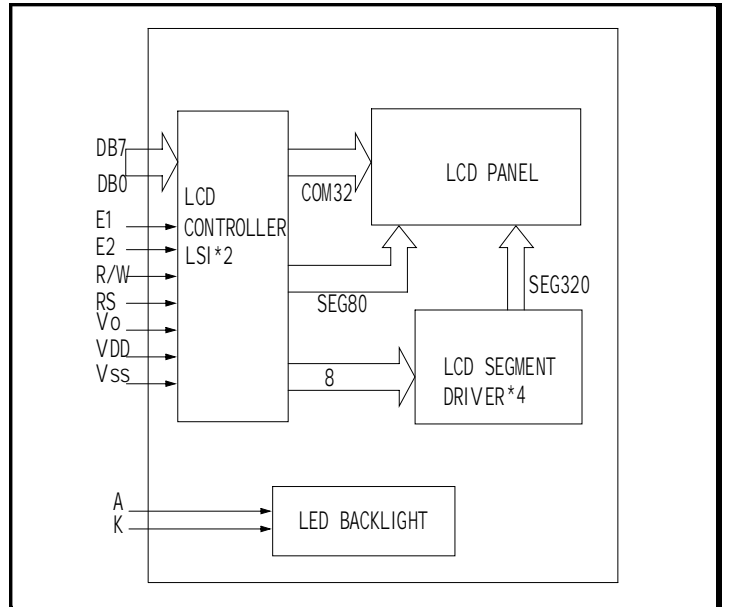 DB7
DB0
E1
E2
R/W
RS
Vo
VDD
Vss
LCD
CONTROLLER
LSI*2
COM32
SEG80
8
LCD PANEL
SEG320
LCD SEGMENT
DRIVER*4
A
K
LED BACKLIGHT